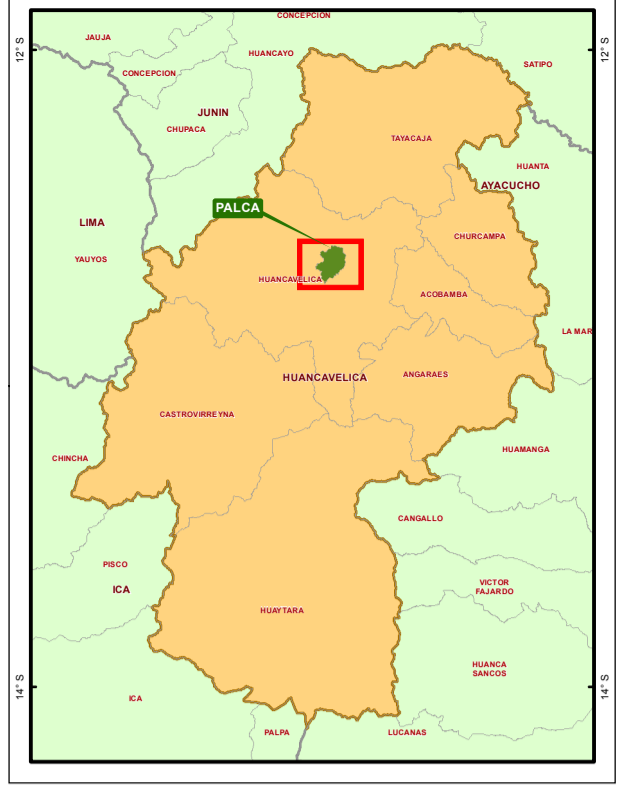 CONCEPCION
JAUJA
HUANCAYO
12° S
12° S
SATIPO
CONCEPCION
JUNIN
CHUPACA
TAYACAJA
HUANTA
AYACUCHO
PALCA
LIMA
CHURCAMPA
YAUYOS
HUANCAVELICA
ACOBAMBA
LA MAR
HUANCAVELICA
ANGARAES
CASTROVIRREYNA
HUAMANGA
CHINCHA
CANGALLO
PISCO
ICA
VICTOR
FAJARDO
HUAYTARA
HUANCA
SANCOS
14° S
14° S
ICA
PALPA
LUCANAS